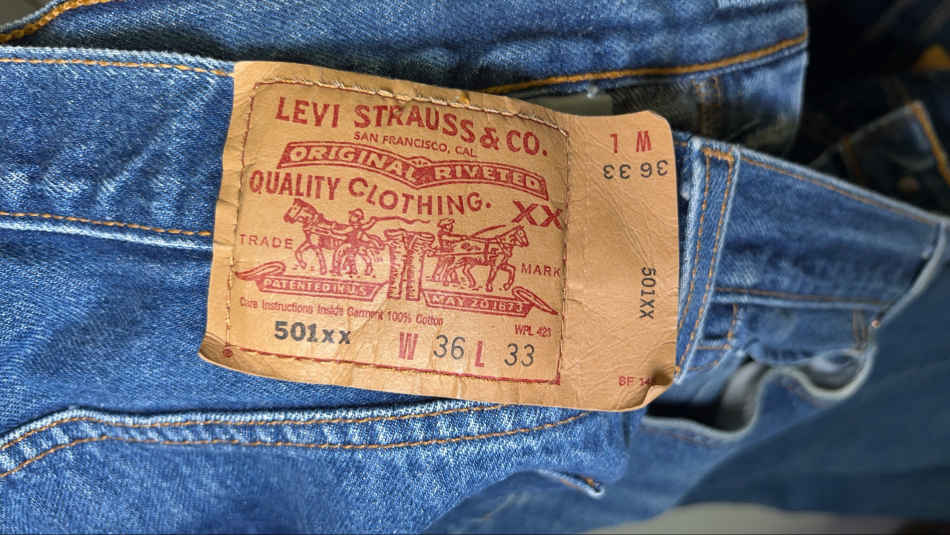 LEVI STRAUSS & CO.
SAN FRANCISCO, CAL.
ORIGINAL RIVETED
QUALITY CLOTHING.
XX
TRADE MARK
PATENTED IN U.S. MAY 20 1873
Care Instructions Inside Garment 100% Cotton
WPL 423
501XX W 36 L 33
W L
36 33
501XX
BF